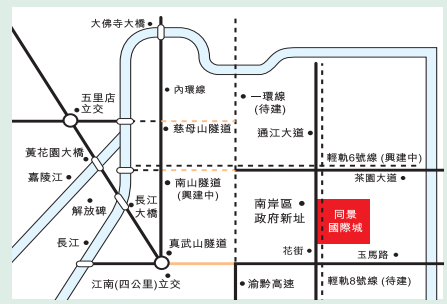 大佛寺大橋
內環線
五里店
立交
一環線
(待建)
慈母山隧道
通江大道
黃花園大橋
輕軌6號線 (興建中)
嘉陵江
南山隧道
(興建中)
茶園大道
解放碑
長江
大橋
南岸區
政府新址
同景
國際城
長江
真武山隧道
花街
玉馬路
江南(四公里)立交
渝黔高速
輕軌8號線 (待建)